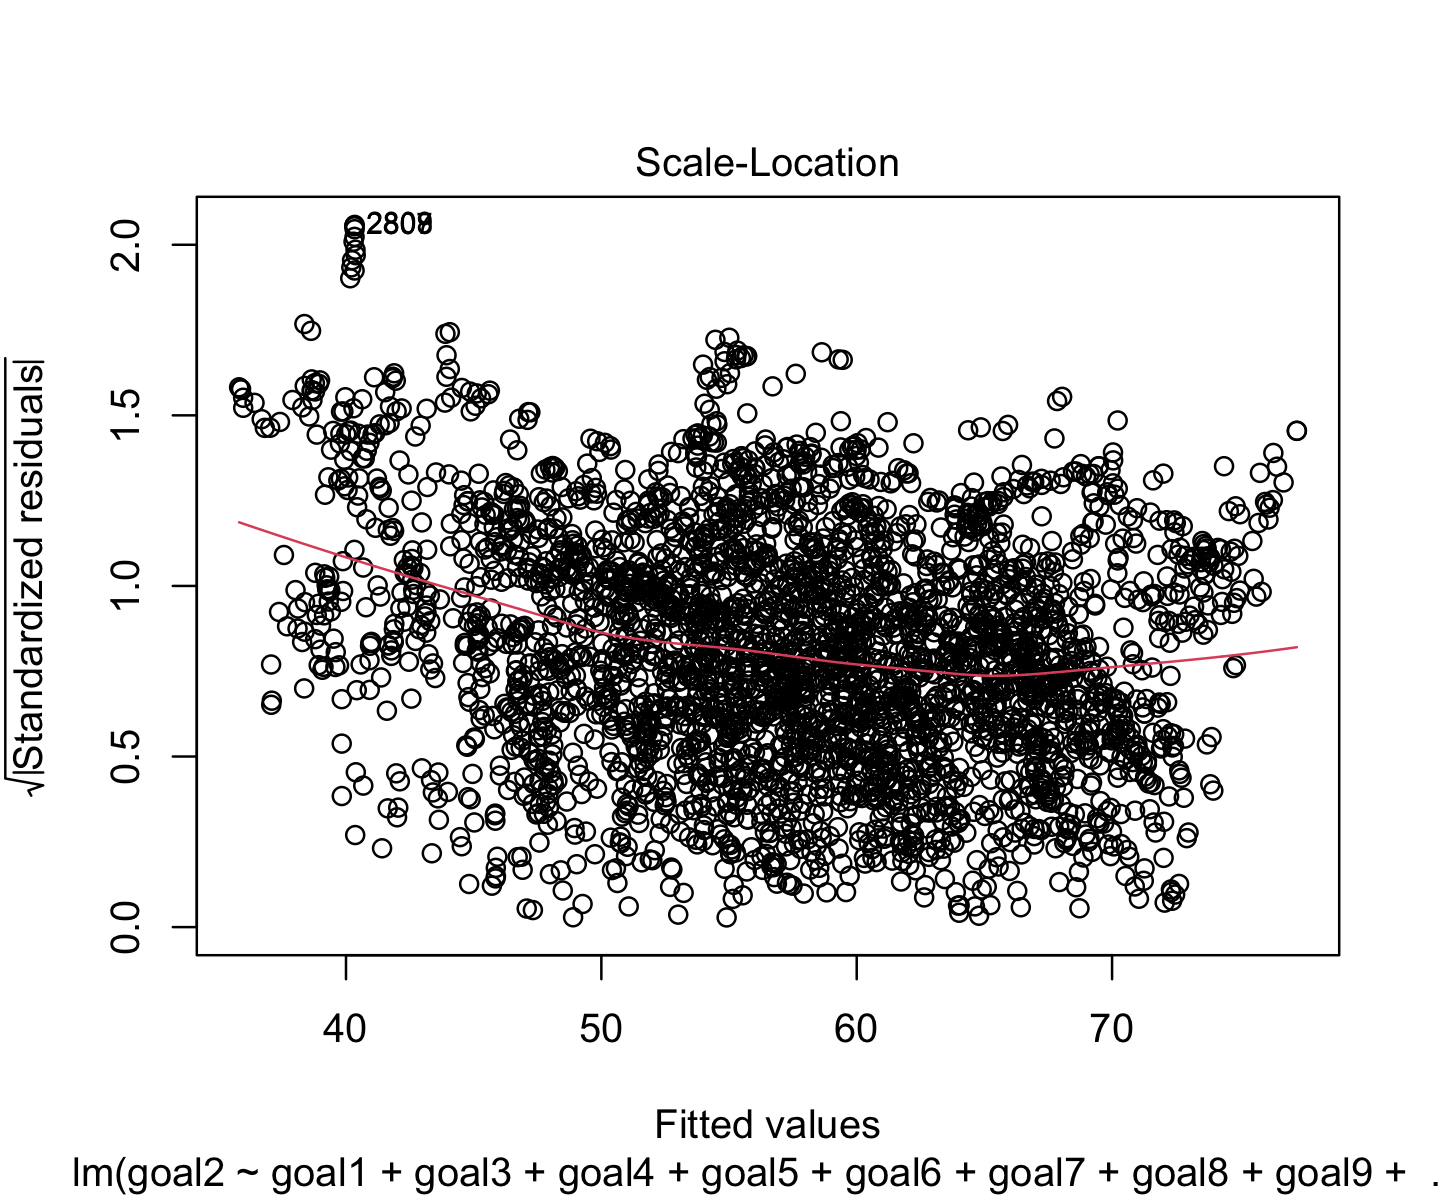 Scale-Location
2.0
1.5
1.0
0.5
0.0
√|Standardized residuals|
40 50 60 70
Fitted values
lm(goal2 ~ goal1 + goal3 + goal4 + goal5 + goal6 + goal7 + goal8 + goal9 + .